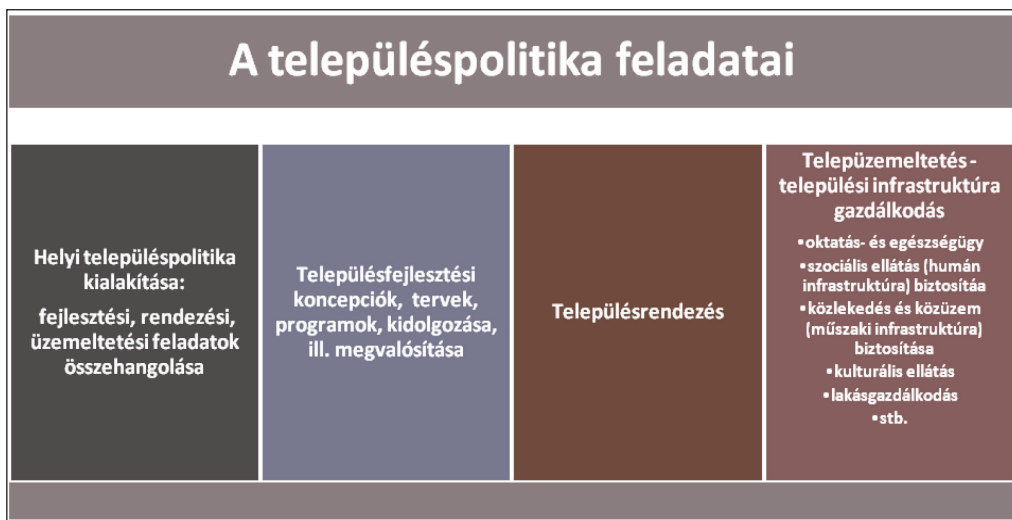 A településpolitika feladatai
Helyi településpolitika
kialakítása:
fejlesztési, rendezési,
üzemeltetési feladatok
összehangolása
Településfejlesztési
koncepciók, tervek,
programok, kidolgozása,
ill. megvalósítása
Településrendezés
Telepüzemeltetés -
települési infrastruktúra
gazdálkodás
•oktatás- és egészségügy
•szociális ellátás (humán
infrastruktúra) biztosítáa
•közlekedés és közüzem
(műszaki infrastruktúra)
biztosítása
•kulturális ellátás
•lakásgazdálkodás
•stb.